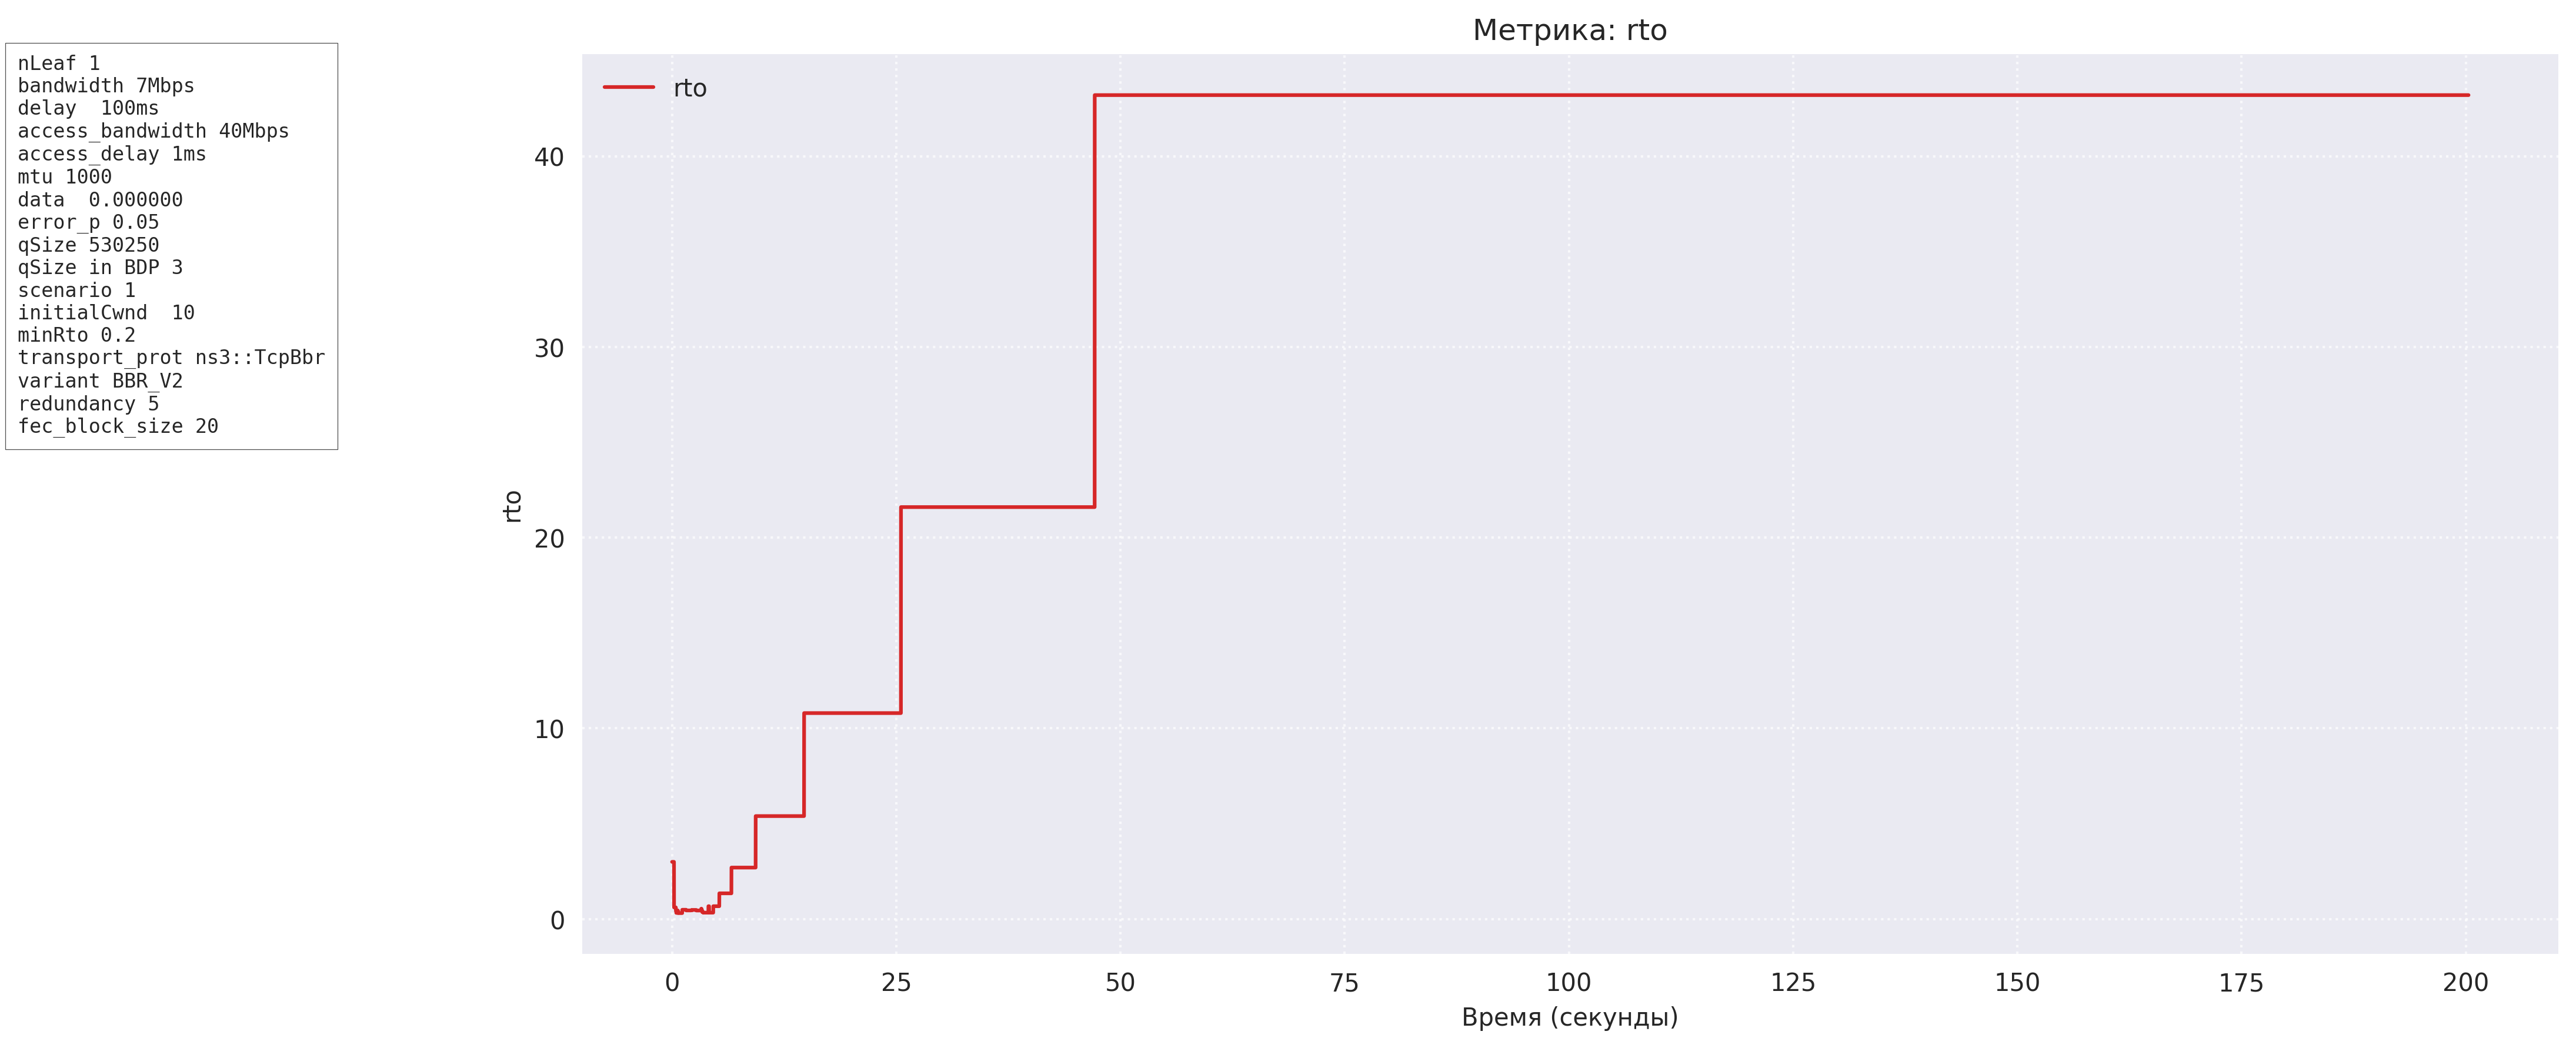 Метрика: rto
nLeaf 1
bandwidth 7Mbps
delay  100ms
access_bandwidth 40Mbps
access_delay 1ms
mtu 1000
data  0.000000
error_p 0.05
qSize 530250
qSize in BDP 3
scenario 1
initialCwnd  10
minRto 0.2
transport_prot ns3::TcpBbr
variant BBR_V2
redundancy 5
fec_block_size 20
rto
rto
40
30
20
10
0
0 25 50 75 100 125 150 175 200
Время (секунды)